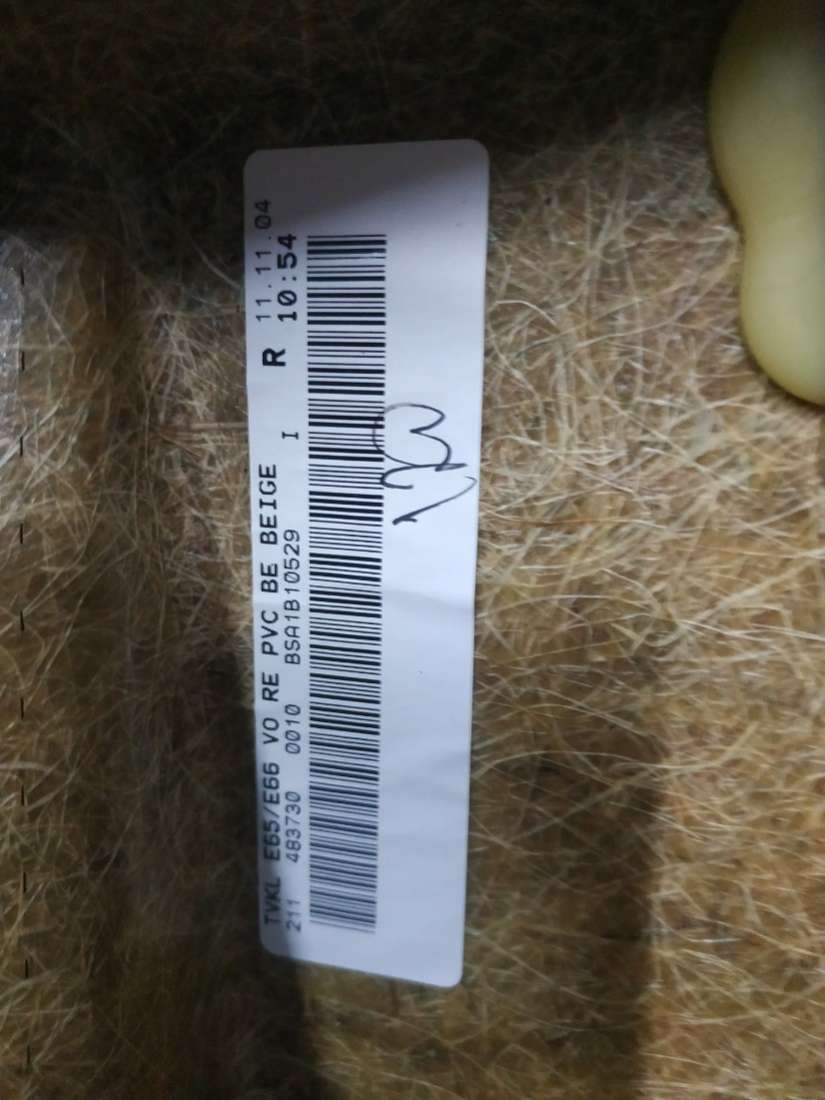 TVKL E65/E66 VO RE PVC BE BEIGE 11.11.04
211 483730 0010 BSA1B10529 I R 10:54